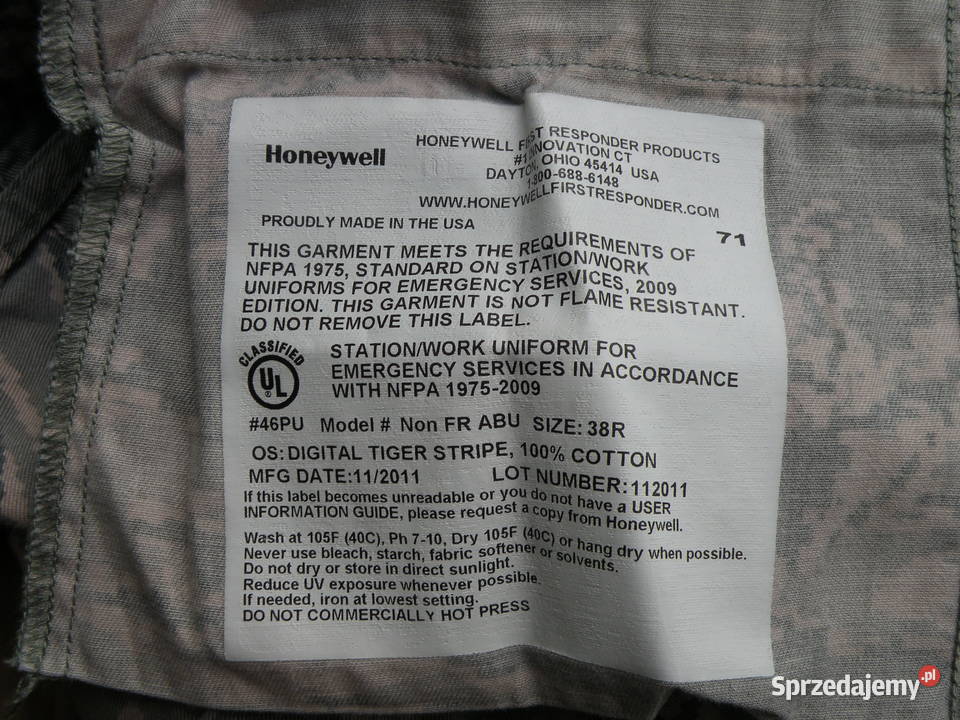 Honeywell
HONEYWELL FIRST RESPONDER PRODUCTS
#1 INNOVATION CT
DAYTON, OHIO 45414 USA
1-800-688-6148
WWW.HONEYWELLFIRSTRESPONDER.COM
PROUDLY MADE IN THE USA
71
THIS GARMENT MEETS THE REQUIREMENTS OF
NFPA 1975, STANDARD ON STATION/WORK
UNIFORMS FOR EMERGENCY SERVICES, 2009
EDITION. THIS GARMENT IS NOT FLAME RESISTANT.
DO NOT REMOVE THIS LABEL.
CLASSIFIED
UL
®
STATION/WORK UNIFORM FOR
EMERGENCY SERVICES IN ACCORDANCE
WITH NFPA 1975-2009
#46PU Model # Non FR ABU SIZE: 38R
OS: DIGITAL TIGER STRIPE, 100% COTTON
MFG DATE:11/2011 LOT NUMBER: 112011
If this label becomes unreadable or you do not have a USER
INFORMATION GUIDE, please request a copy from Honeywell.
Wash at 105F (40C), Ph 7-10, Dry 105F (40C) or hang dry when possible.
Never use bleach, starch, fabric softener or solvents.
Do not dry or store in direct sunlight.
Reduce UV exposure whenever possible.
If needed, iron at lowest setting.
DO NOT COMMERCIALLY HOT PRESS
Sprzedajemy.pl